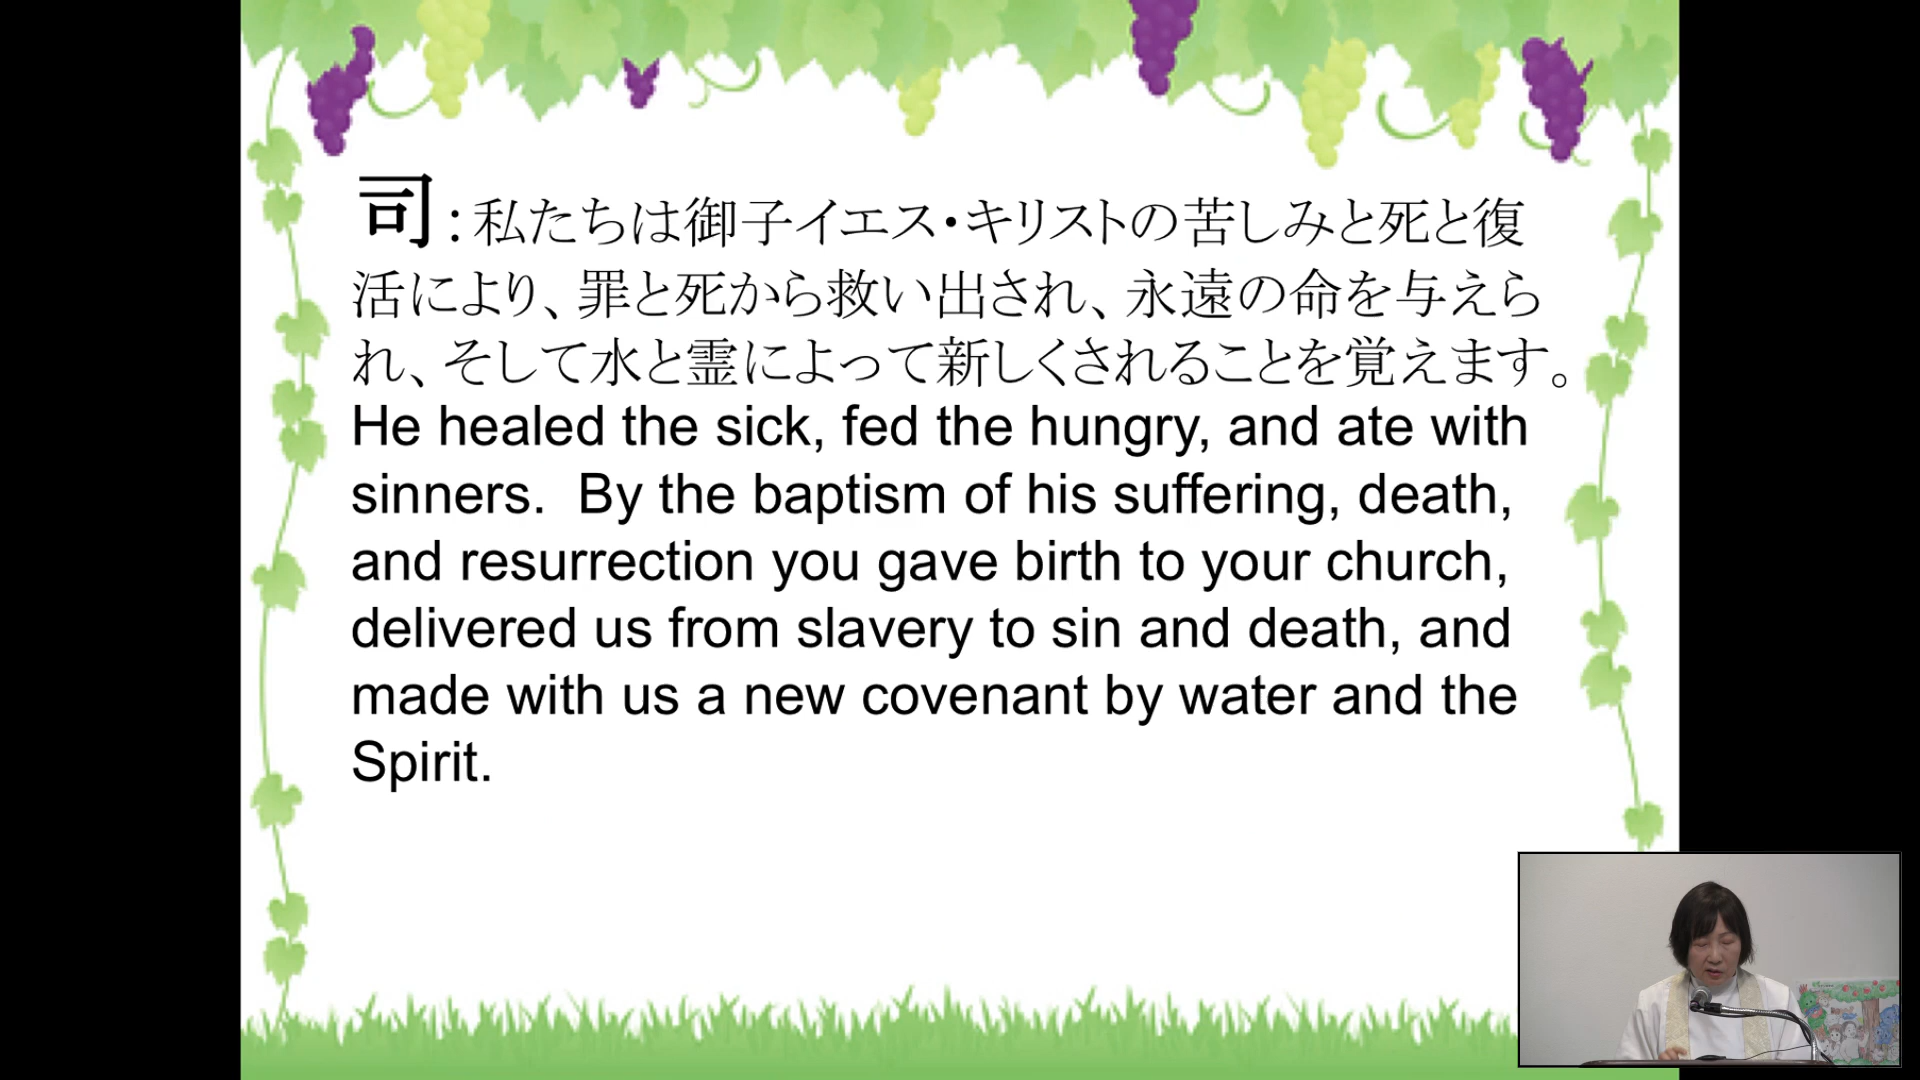 司：私たちは御子イエス・キリストの苦しみと死と復
活により、罪と死から救い出され、永遠の命を与えら
れ、そして水と霊によって新しくされることを覚えます。
He healed the sick, fed the hungry, and ate with
sinners.  By the baptism of his suffering, death,
and resurrection you gave birth to your church,
delivered us from slavery to sin and death, and
made with us a new covenant by water and the
Spirit.